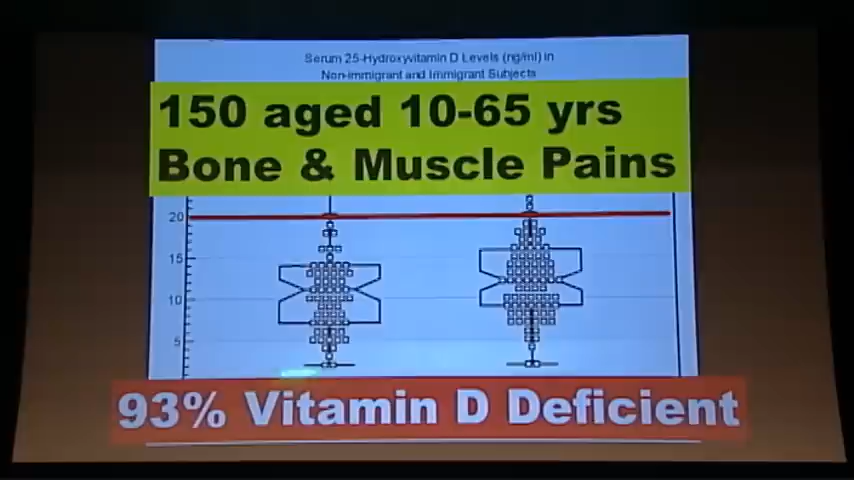 Serum 25-Hydroxyvitamin D Levels (ng/ml) in
Non-immigrant and Immigrant Subjects
150 aged 10-65 yrs
Bone & Muscle Pains
20
15
10
5
93% Vitamin D Deficient